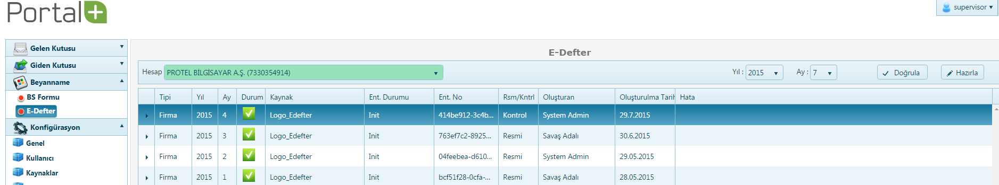 Portal+
supervisor
Gelen Kutusu
Giden Kutusu
Beyanname
BS Formu
E-Defter
Konfigürasyon
Genel
Kullanıcı
Kaynaklar
E-Defter
Hesap PROTEL BİLGİSAYAR A.Ş. (7330354914) Yıl : 2015 Ay : 7 Doğrula Hazırla
Tipi Yıl Ay Durum Kaynak Ent. Durumu Ent. No Rsm/Kntrl Oluşturan Oluşturulma Tarih Hata
Firma 2015 4 Logo_Edefter Init 414be912-3c4b... Kontrol System Admin 29.7.2015
Firma 2015 3 Logo_Edefter Init 763ef7c2-8925... Resmi Savaş Adalı 30.6.2015
Firma 2015 2 Logo_Edefter Init 04feebea-d610... Resmi System Admin 29.05.2015
Firma 2015 1 Logo_Edefter Init bcf51f28-0cfa-... Resmi Savaş Adalı 28.05.2015